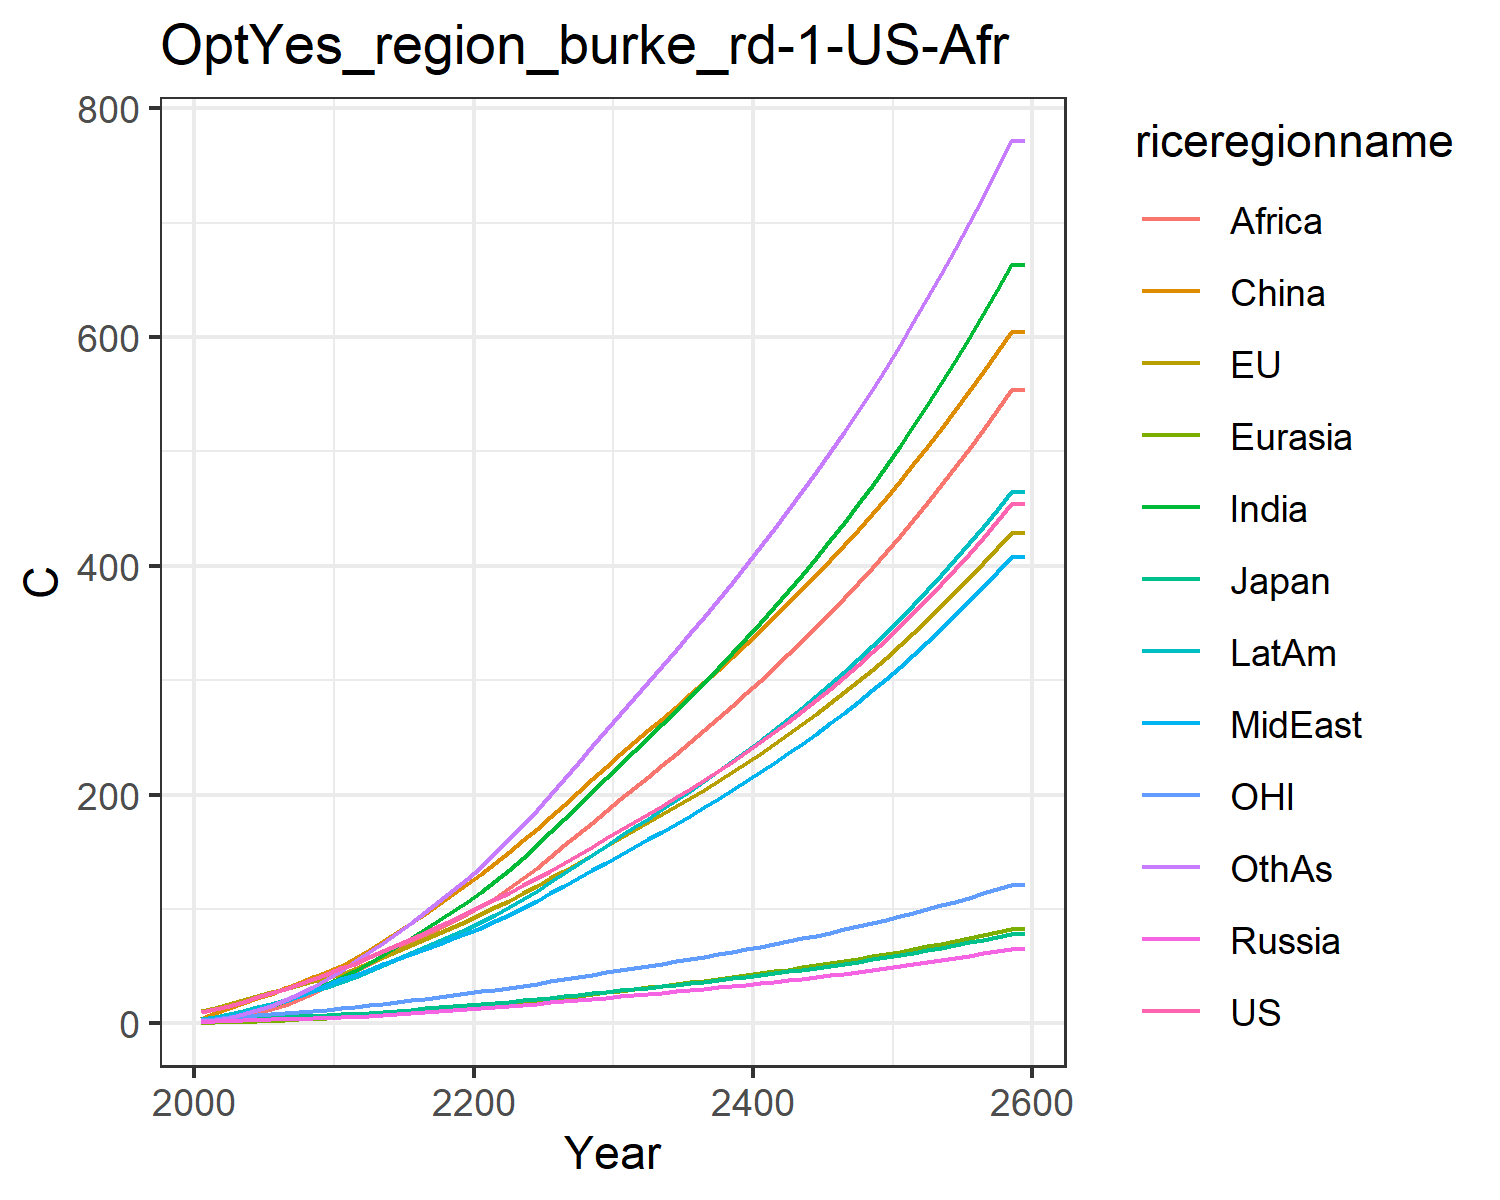 OptYes_region_burke_rd-1-US-Afr
800
600
400
200
0
C
2000
2200
2400
2600
Year
riceregionname
Africa
China
EU
Eurasia
India
Japan
LatAm
MidEast
OHI
OthAs
Russia
US